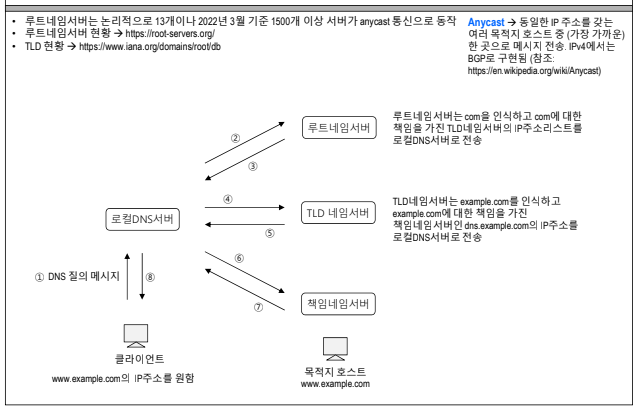 • 루트네임서버는 논리적으로 13개이나 2022년 3월 기준 1500개 이상 서버가 anycast 통신으로 동작
• 루트네임서버 현황 → https://root-servers.org/
• TLD 현황 → https://www.iana.org/domains/root/db
Anycast → 동일한 IP 주소를 갖는
여러 목적지 호스트 중 (가장 가까운)
한 곳으로 메시지 전송. IPv4에서는
BGP로 구현됨 (참조:
https://en.wikipedia.org/wiki/Anycast)
루트네임서버
루트네임서버는 com을 인식하고 com에 대한
책임을 가진 TLD네임서버의 IP주소리스트를
로컬DNS서버로 전송
②
③
④
TLD 네임서버
TLD네임서버는 example.com를 인식하고
example.com에 대한 책임을 가진
책임네임서버인 dns.example.com의 IP주소를
로컬DNS서버로 전송
로컬DNS서버
⑤
⑥
① DNS 질의 메시지
⑧
⑦
책임네임서버
클라이언트
www.example.com의 IP주소를 원함
목적지 호스트
www.example.com